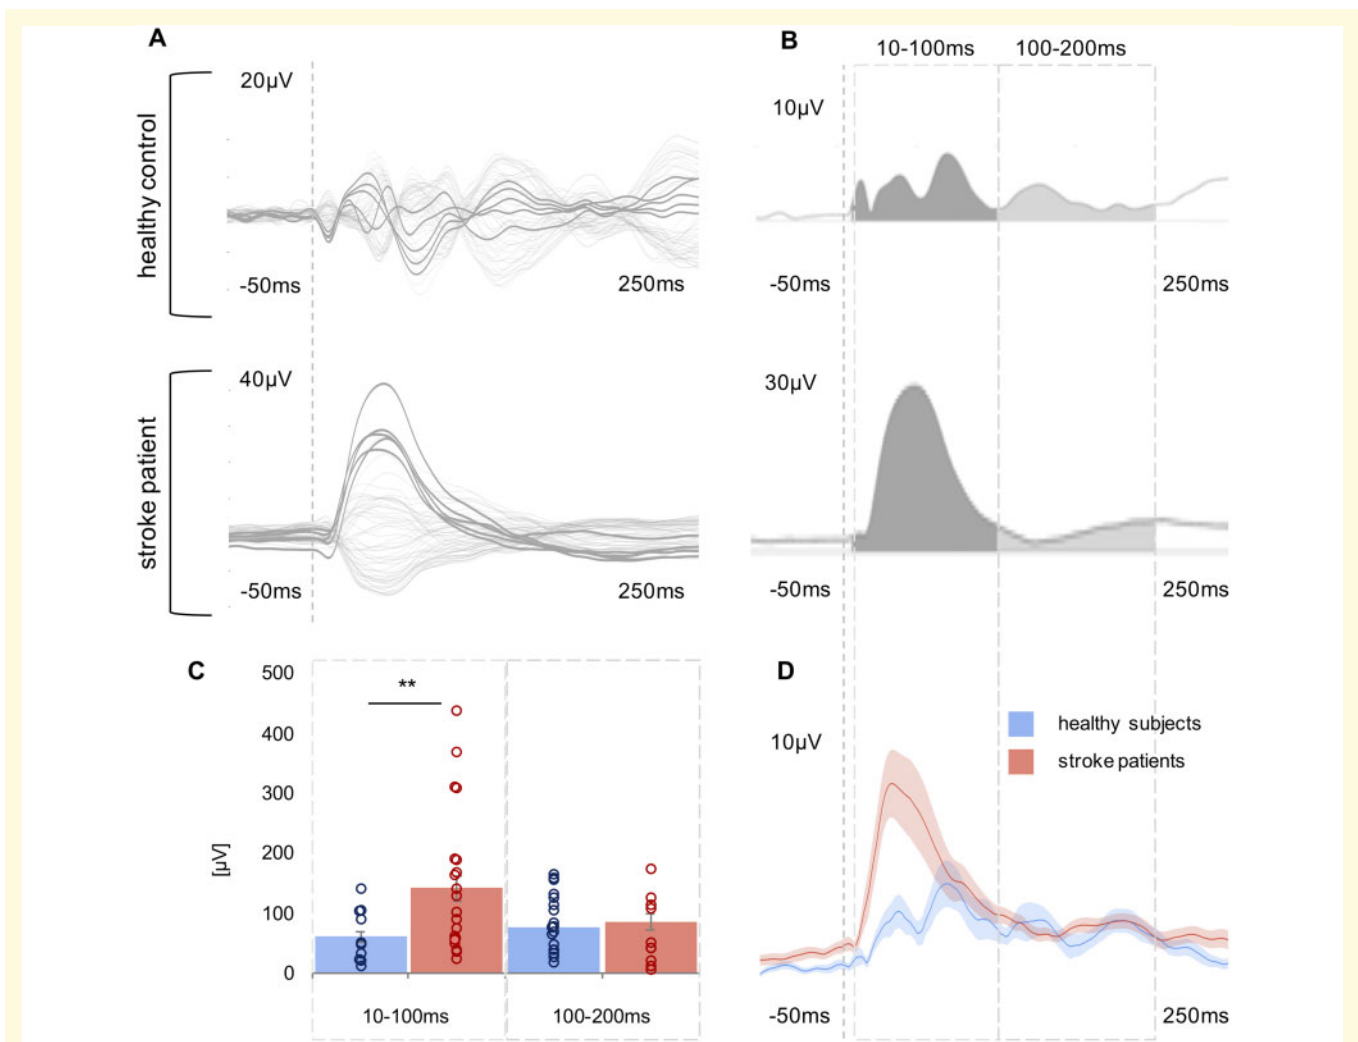 A
healthy control
20µV
-50ms
250ms
stroke patient
40µV
-50ms
250ms
B
10-100ms
100-200ms
10µV
-50ms
250ms
30µV
-50ms
250ms
C
[µV]
500
400
300
200
100
0
**
10-100ms
100-200ms
D
10µV
healthy subjects
stroke patients
-50ms
250ms